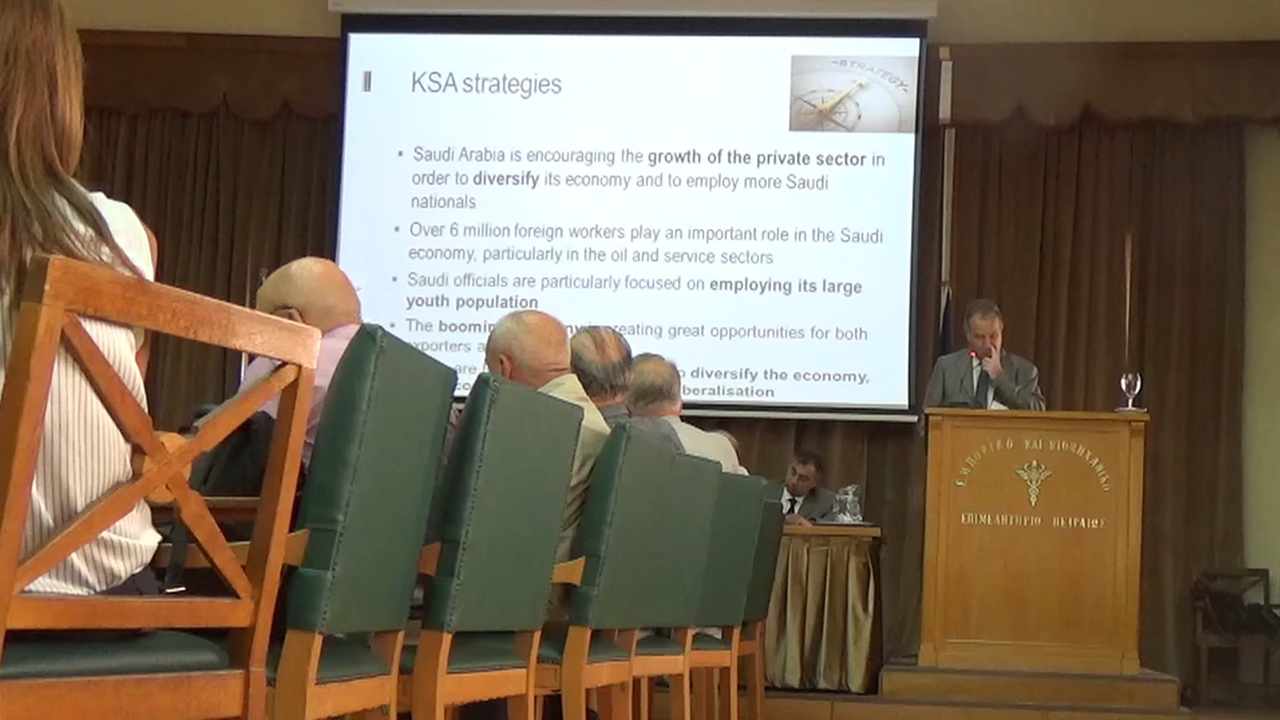 KSA strategies
-STRATEGY-
Saudi Arabia is encouraging the growth of the private sector in
order to diversify its economy and to employ more Saudi
nationals
Over 6 million foreign workers play an important role in the Saudi
economy, particularly in the oil and service sectors
Saudi officials are particularly focused on employing its large
youth population
The creating great opportunities for both
are diversify the economy,
ΕΜΠΟΡΙΚΟ ΚΑΙ ΒΙΟΜΗΧΑΝΙΚΟ
ΕΠΙΜΕΛΗΤΗΡΙΟ ΠΕΙΡΑΙΩΣ